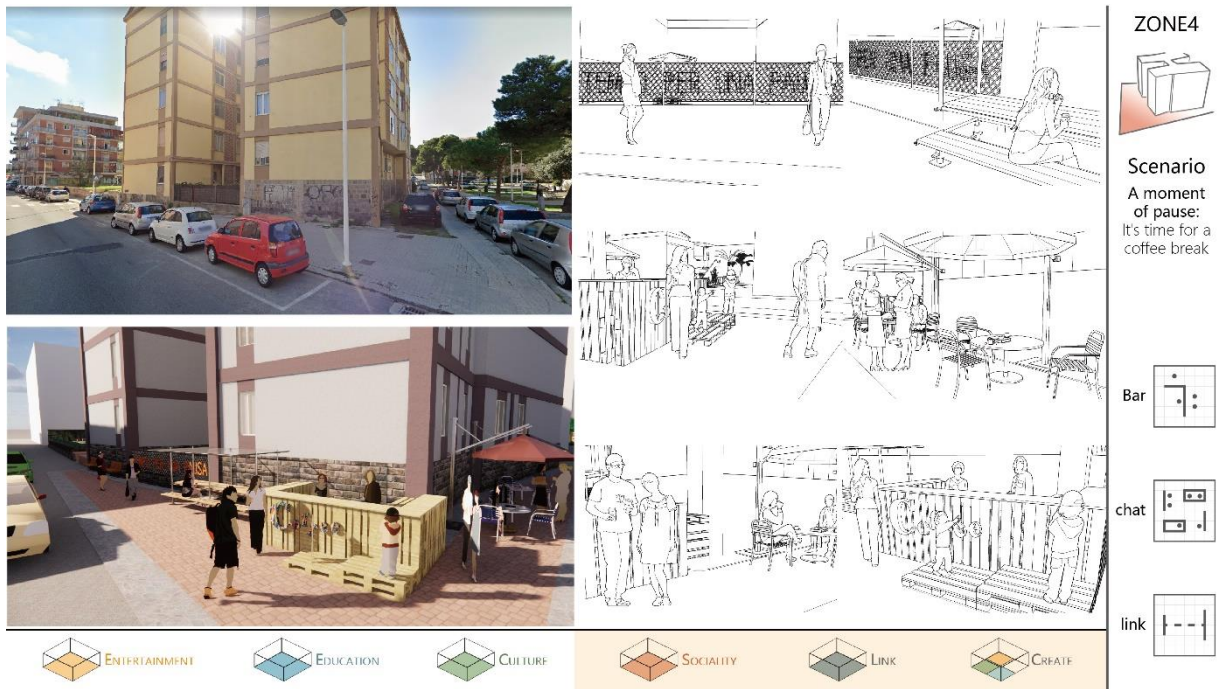 ZONE4
Scenario
A moment
of pause:
It's time for a
coffee break
Bar
chat
link
ENTERTAINMENT
EDUCATION
CULTURE
SOCIALITY
LINK
CREATE